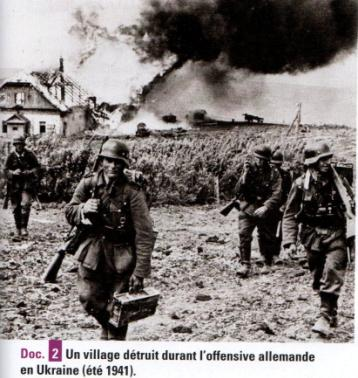 Doc. 2 Un village détruit durant l'offensive allemande
en Ukraine (été 1941).